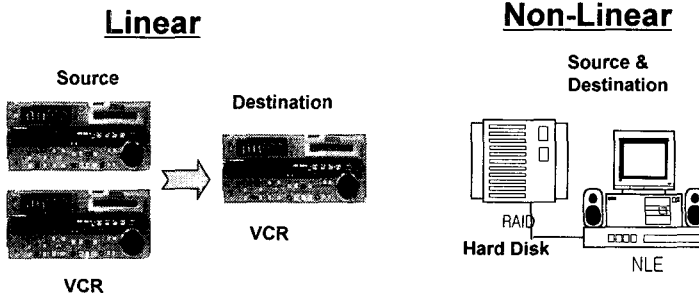 Linear
Source
Destination
VCR
VCR
Non-Linear
Source &
Destination
RAID
Hard Disk
NLE